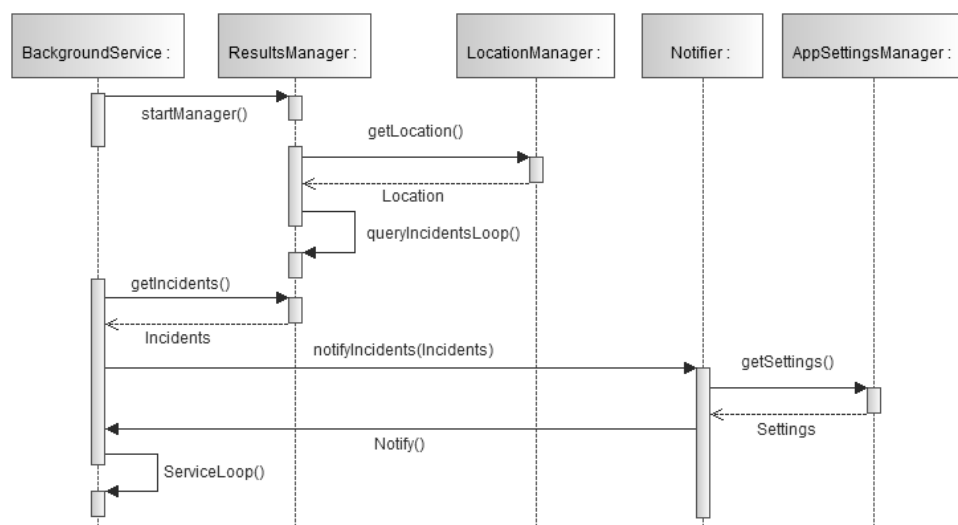 BackgroundService :
ResultsManager :
LocationManager :
Notifier :
AppSettingsManager :
startManager()
getLocation()
Location
queryIncidentsLoop()
getIncidents()
Incidents
notifyIncidents(Incidents)
getSettings()
Settings
Notify()
ServiceLoop()